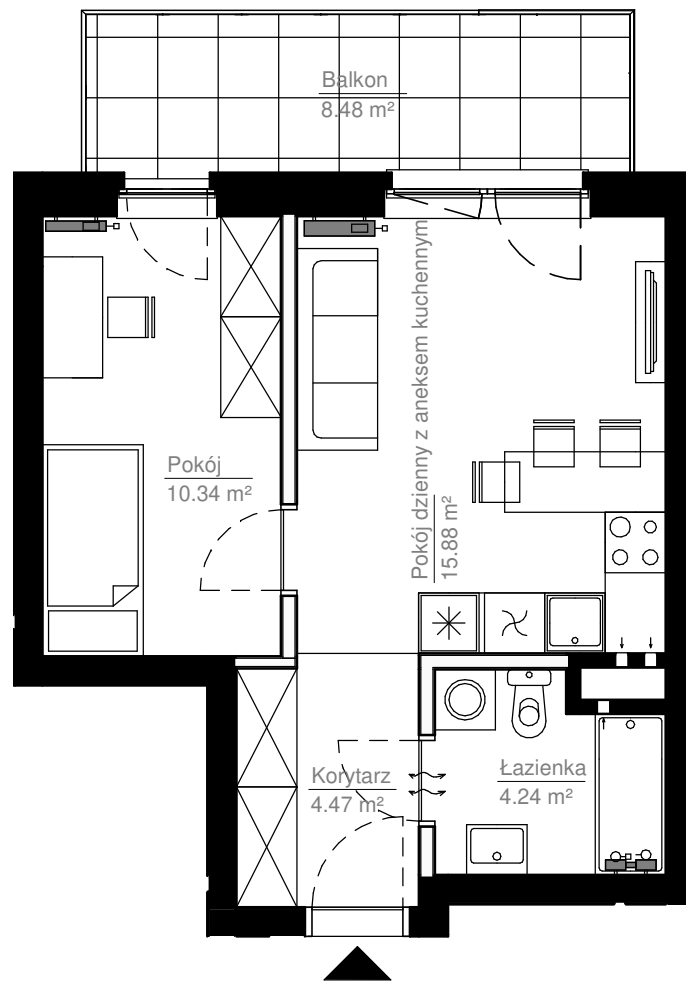 Balkon
8.48 m²
Pokój
10.34 m²
Pokój dzienny z aneksem kuchennym
15.88 m²
Korytarz
4.47 m²
Łazienka
4.24 m²